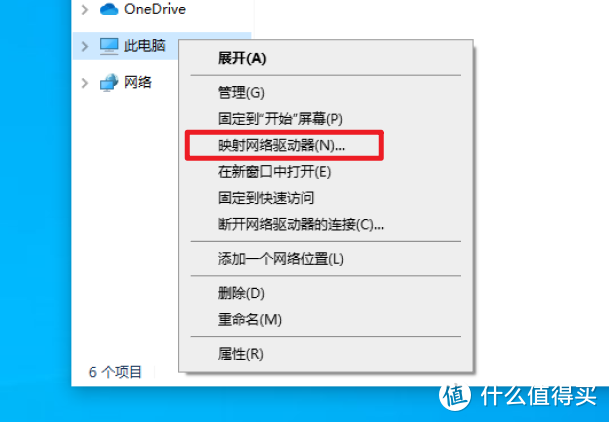 OneDrive
此电脑
展开(A)
网络
管理(G)
固定到"开始"屏幕(P)
映射网络驱动器(N)...
在新窗口中打开(E)
固定到快速访问
断开网络驱动器的连接(C)...
添加一个网络位置(L)
删除(D)
重命名(M)
属性(R)
6 个项目
值 什么值得买